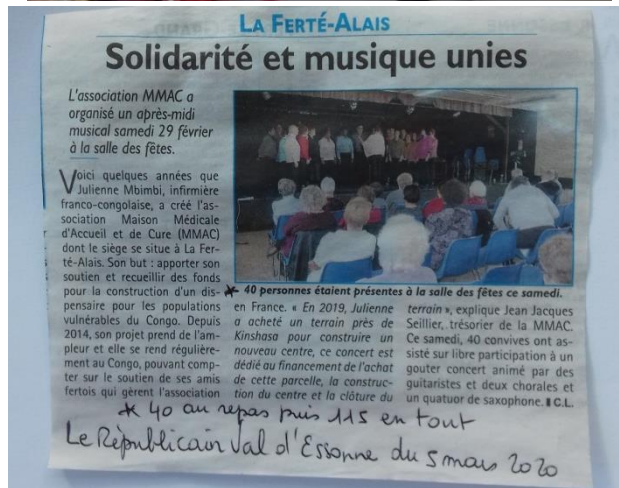 LA FERTÉ-ALAIS
Solidarité et musique unies
L'association MMAC a
organisé un après-midi
musical samedi 29 février
à la salle des fêtes.
Voici quelques années que
Julienne Mbimbi, infirmière
franco-congolaise, a créé l'as-
sociation Maison Médicale
d'Accueil et de Cure (MMAC)
dont le siège se situe à La Fer-
té-Alais. Son but : apporter son
soutien et recueillir des fonds
pour la construction d'un dis-
pensaire pour les populations
vulnérables du Congo. Depuis
2014, son projet prend de l'am-
pleur et elle se rend régulière-
ment au Congo, pouvant comp-
ter sur le soutien de ses amis
fertois qui gèrent l'association
* 40 personnes étaient présentes à la salle des fêtes ce samedi.
en France. « En 2019, Julienne
a acheté un terrain près de
Kinshasa pour construire un
nouveau centre, ce concert est
dédié au financement de l'achat
de cette parcelle, la construc-
tion du centre et la clôture du
terrain », explique Jean Jacques
Seillier, trésorier de la MMAC.
Ce samedi, 40 convives ont as-
sisté sur libre participation à un
gouter concert animé par des
guitaristes et deux chorales et
un quatuor de saxophone. C.L.
* 40 au repas puis 115 en tout
Le Républicain Val d'Essonne du 5 mars 2020